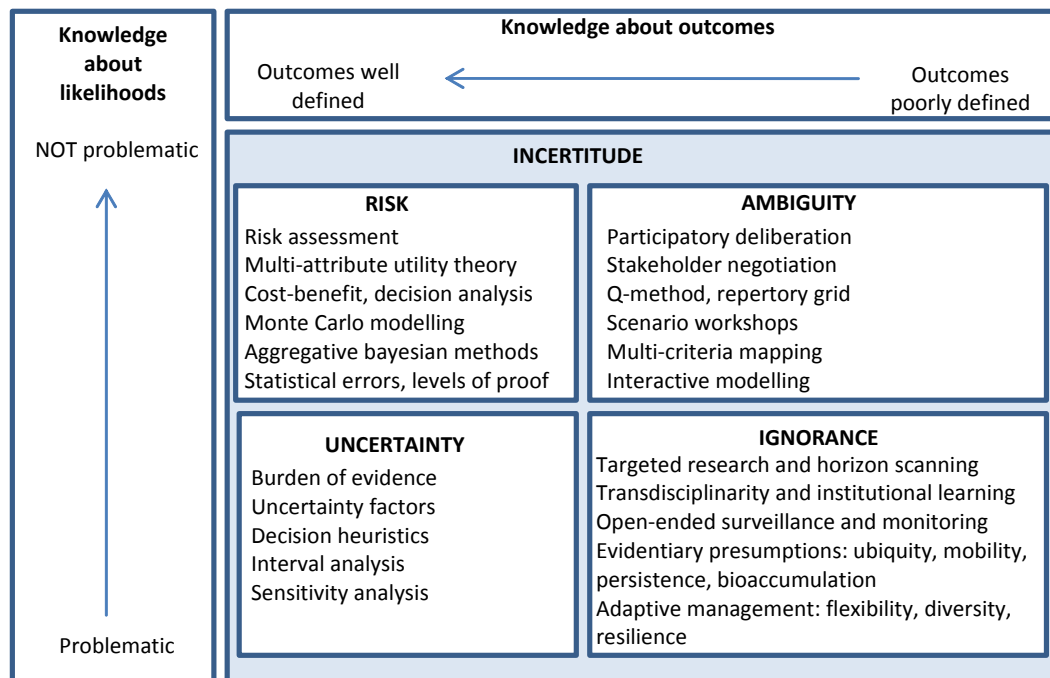 Knowledge
about
likelihoods
NOT problematic
Problematic
Knowledge about outcomes
Outcomes well
defined
Outcomes
poorly defined
INCERTITUDE
RISK
Risk assessment
Multi-attribute utility theory
Cost-benefit, decision analysis
Monte Carlo modelling
Aggregative bayesian methods
Statistical errors, levels of proof
AMBIGUITY
Participatory deliberation
Stakeholder negotiation
Q-method, repertory grid
Scenario workshops
Multi-criteria mapping
Interactive modelling
UNCERTAINTY
Burden of evidence
Uncertainty factors
Decision heuristics
Interval analysis
Sensitivity analysis
IGNORANCE
Targeted research and horizon scanning
Transdisciplinarity and institutional learning
Open-ended surveillance and monitoring
Evidentiary presumptions: ubiquity, mobility,
persistence, bioaccumulation
Adaptive management: flexibility, diversity,
resilience